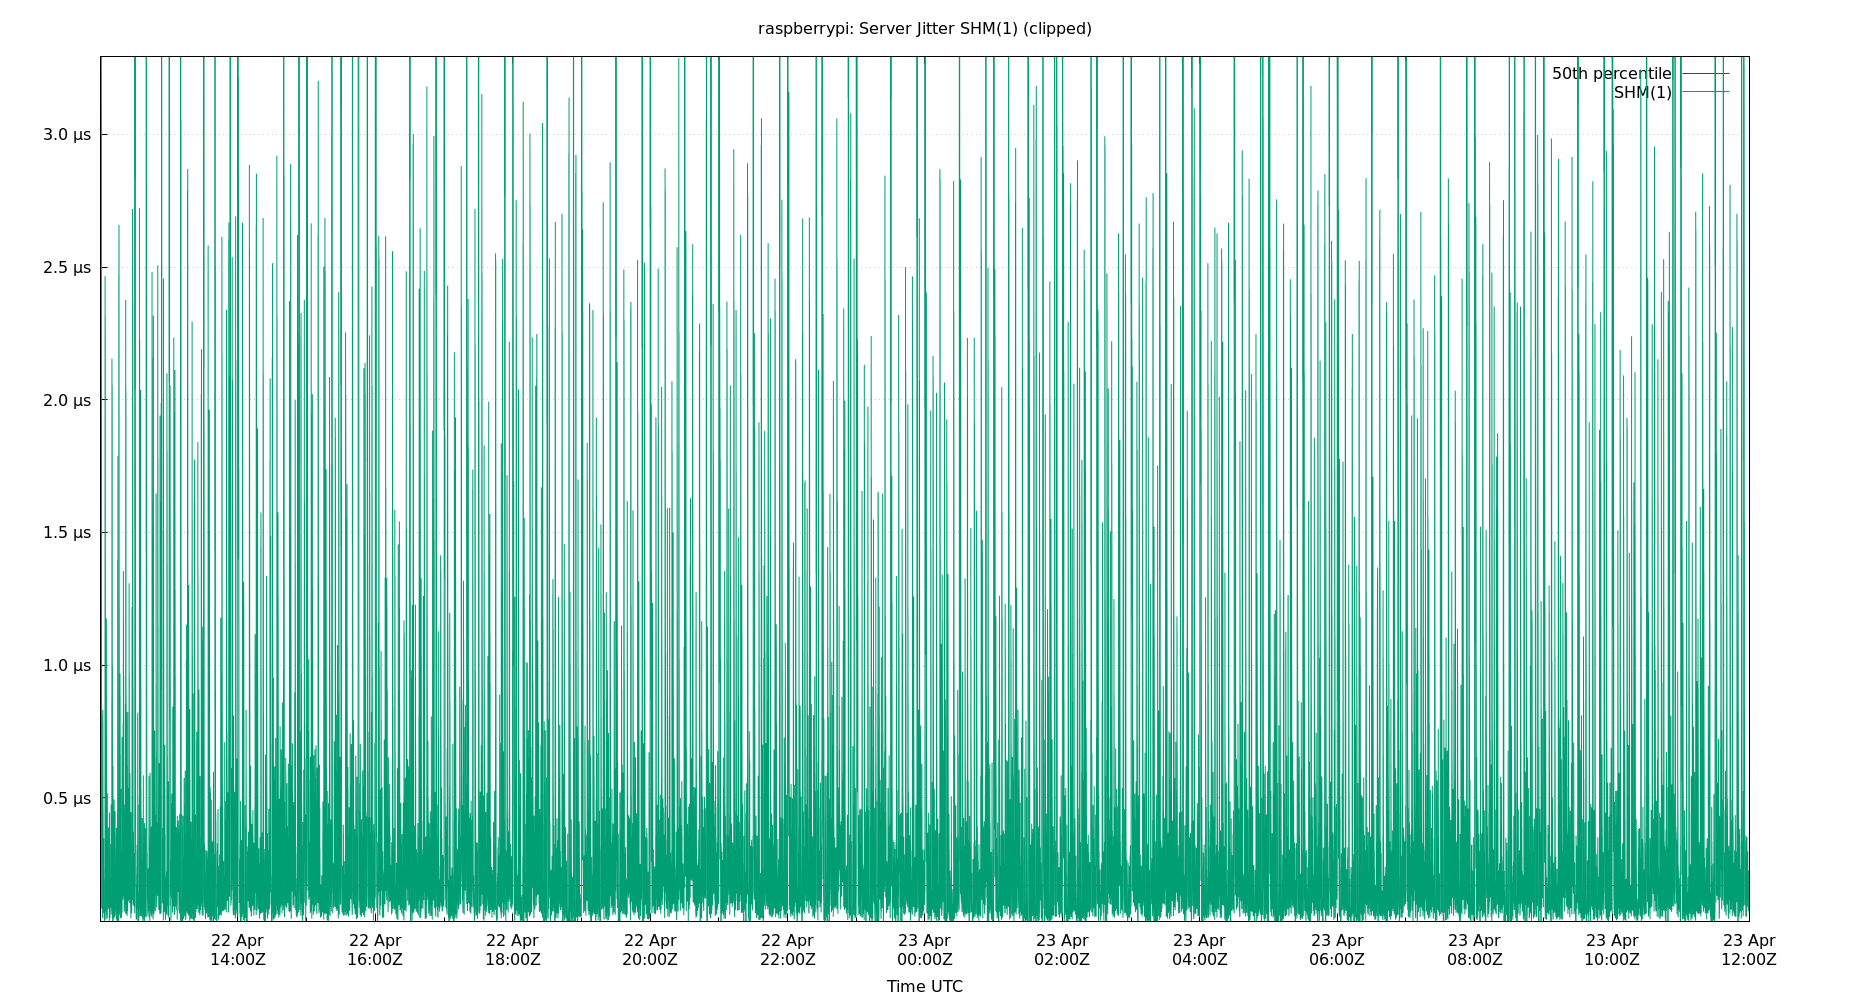 raspberrypi: Server Jitter SHM(1) (clipped)
50th percentile
SHM(1)
3.0 µs
2.5 µs
2.0 µs
1.5 µs
1.0 µs
0.5 µs
22 Apr 22 Apr 22 Apr 22 Apr 22 Apr 23 Apr 23 Apr 23 Apr 23 Apr 23 Apr 23 Apr 23 Apr
14:00Z 16:00Z 18:00Z 20:00Z 22:00Z 00:00Z 02:00Z 04:00Z 06:00Z 08:00Z 10:00Z 12:00Z
Time UTC